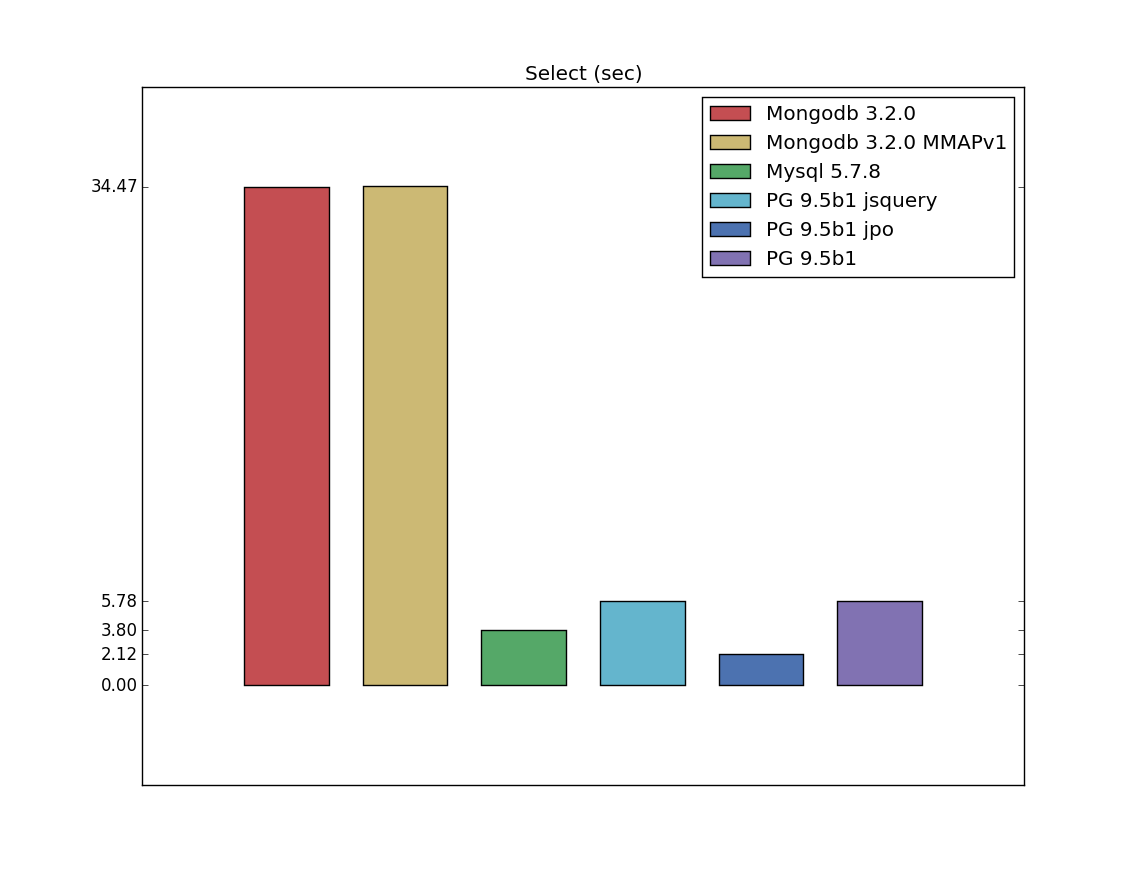 Select (sec)
34.47
5.78
3.80
2.12
0.00
Mongodb 3.2.0
Mongodb 3.2.0 MMAPv1
Mysql 5.7.8
PG 9.5b1 jsquery
PG 9.5b1 jpo
PG 9.5b1